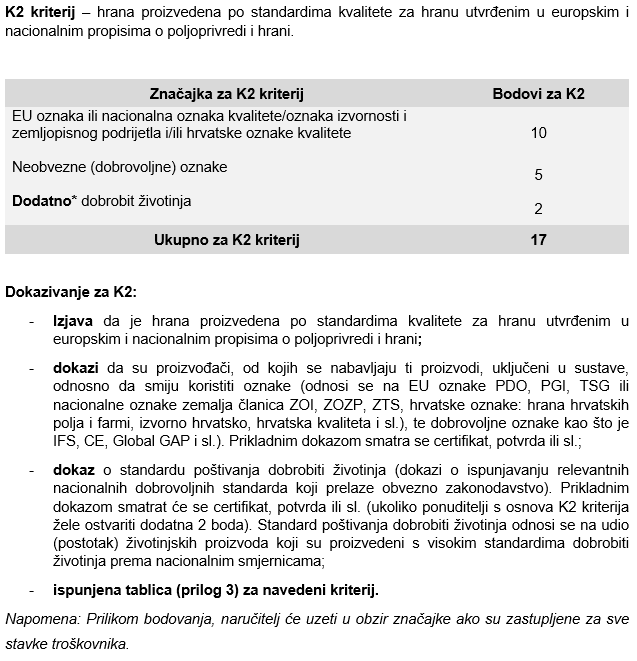 K2 kriterij – hrana proizvedena po standardima kvalitete za hranu utvrđenim u europskim i
nacionalnim propisima o poljoprivredi i hrani.
Značajka za K2 kriterij Bodovi za K2
EU oznaka ili nacionalna oznaka kvalitete/oznaka izvornosti i
zemljopisnog podrijetla i/ili hrvatske oznake kvalitete 10
Neobvezne (dobrovoljne) oznake 5
Dodatno* dobrobit životinja 2
Ukupno za K2 kriterij 17
Dokazivanje za K2:
- Izjava da je hrana proizvedena po standardima kvalitete za hranu utvrđenim u
europskim i nacionalnim propisima o poljoprivredi i hrani;
- dokazi da su proizvođači, od kojih se nabavljaju ti proizvodi, uključeni u sustave,
odnosno da smiju koristiti oznake (odnosi se na EU oznake PDO, PGI, TSG ili
nacionalne oznake zemalja članica ZOI, ZOZP, ZTS, hrvatske oznake: hrana hrvatskih
polja i farmi, izvorno hrvatsko, hrvatska kvaliteta i sl.), te dobrovoljne oznake kao što je
IFS, CE, Global GAP i sl.). Prikladnim dokazom smatra se certifikat, potvrda ili sl.;
- dokaz o standardu poštivanja dobrobiti životinja (dokazi o ispunjavanju relevantnih
nacionalnih dobrovoljnih standarda koji prelaze obvezno zakonodavstvo). Prikladnim
dokazom smatrat će se certifikat, potvrda ili sl. (ukoliko ponuditelji s osnova K2 kriterija
žele ostvariti dodatna 2 boda). Standard poštivanja dobrobiti životinja odnosi se na udio
(postotak) životinjskih proizvoda koji su proizvedeni s visokim standardima dobrobiti
životinja prema nacionalnim smjernicama;
- ispunjena tablica (prilog 3) za navedeni kriterij.
Napomena: Prilikom bodovanja, naručitelj će uzeti u obzir značajke ako su zastupljene za sve
stavke troškovnika.